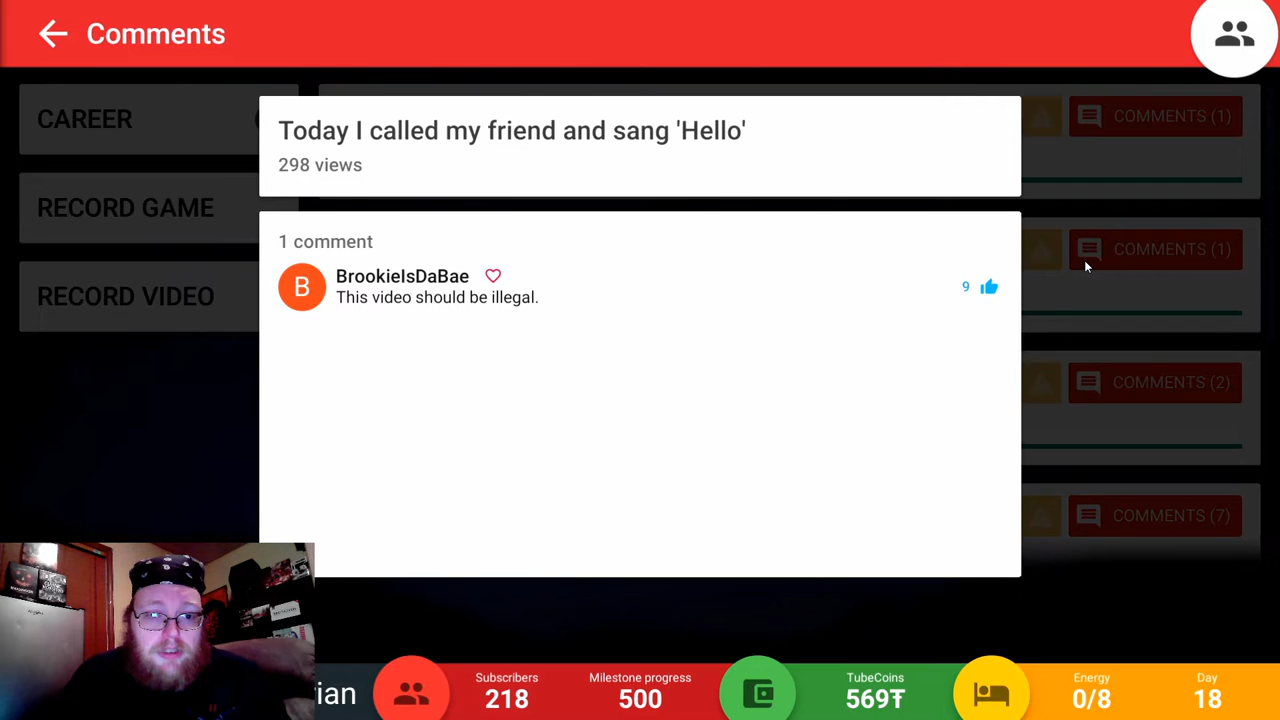 Comments
CAREER
RECORD GAME
RECORD VIDEO
Today I called my friend and sang 'Hello'
298 views
1 comment
B
BrookieIsDaBae
This video should be illegal.
9
COMMENTS (1)
COMMENTS (1)
COMMENTS (2)
COMMENTS (7)
ian
Subscribers
218
Milestone progress
500
TubeCoins
569Ŧ
Energy
0/8
Day
18